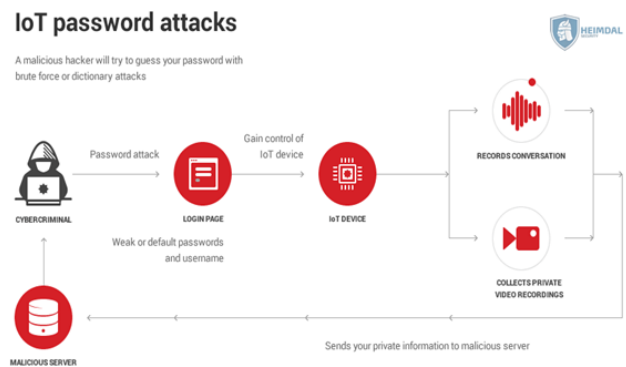 IoT password attacks
HEIMDAL
SECURITY
A malicious hacker will try to guess your password with
brute force or dictionary attacks
Password attack
Gain control of
IoT device
CYBERCRIMINAL
LOGIN PAGE
IoT DEVICE
RECORDS CONVERSATION
Weak or default passwords
and username
COLLECTS PRIVATE
VIDEO RECORDINGS
Sends your private information to malicious server
MALICIOUS SERVER